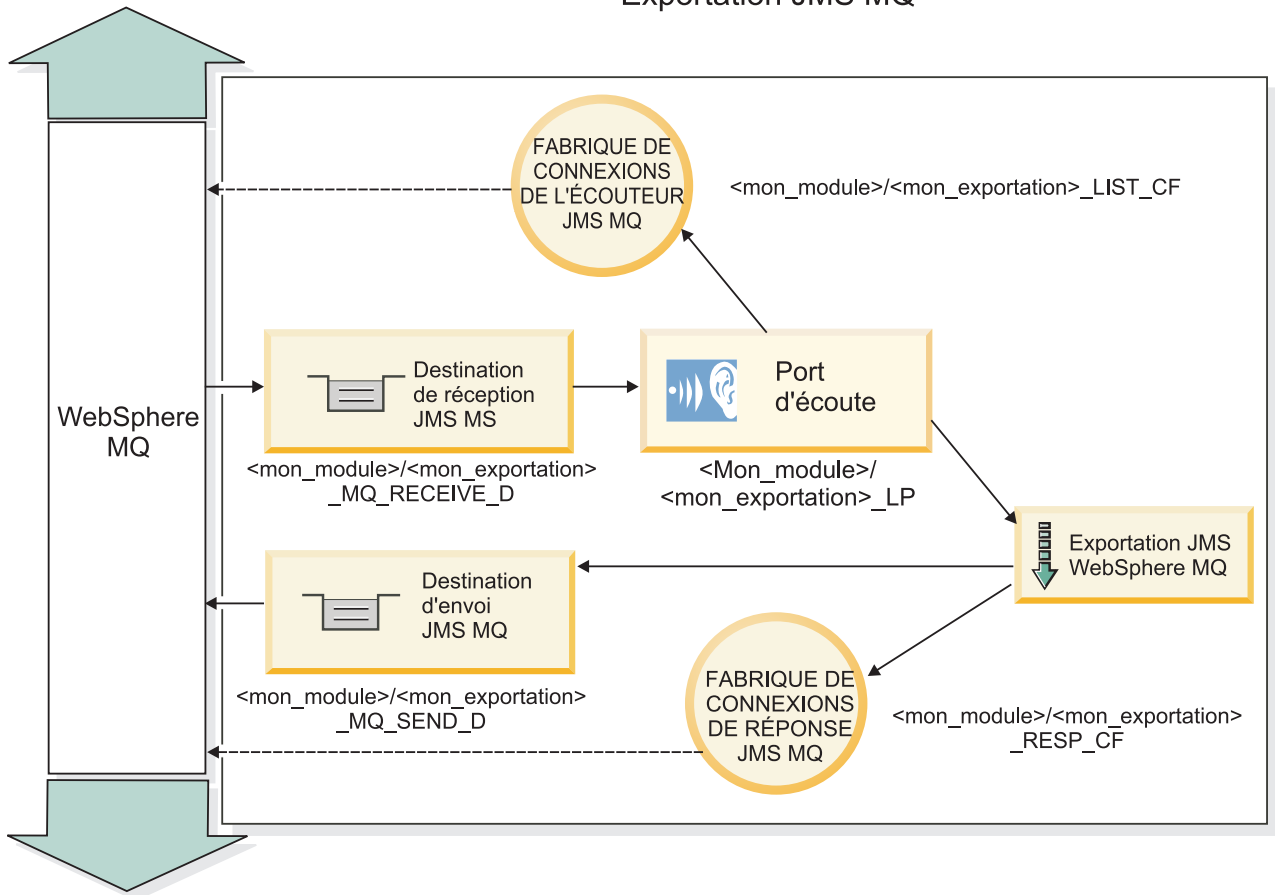 Exportation JMS MQ
FABRIQUE DE
CONNEXIONS
DE L'ÉCOUTEUR
JMS MQ
<mon_module>/<mon_exportation>_LIST_CF
WebSphere
MQ
Destination
de réception
JMS MS
<mon_module>/<mon_exportation>
_MQ_RECEIVE_D
Port
d'écoute
<Mon_module>/
<mon_exportation>_LP
Exportation JMS
WebSphere MQ
Destination
d'envoi
JMS MQ
<mon_module>/<mon_exportation>
_MQ_SEND_D
FABRIQUE DE
CONNEXIONS
DE RÉPONSE
JMS MQ
<mon_module>/<mon_exportation>
_RESP_CF